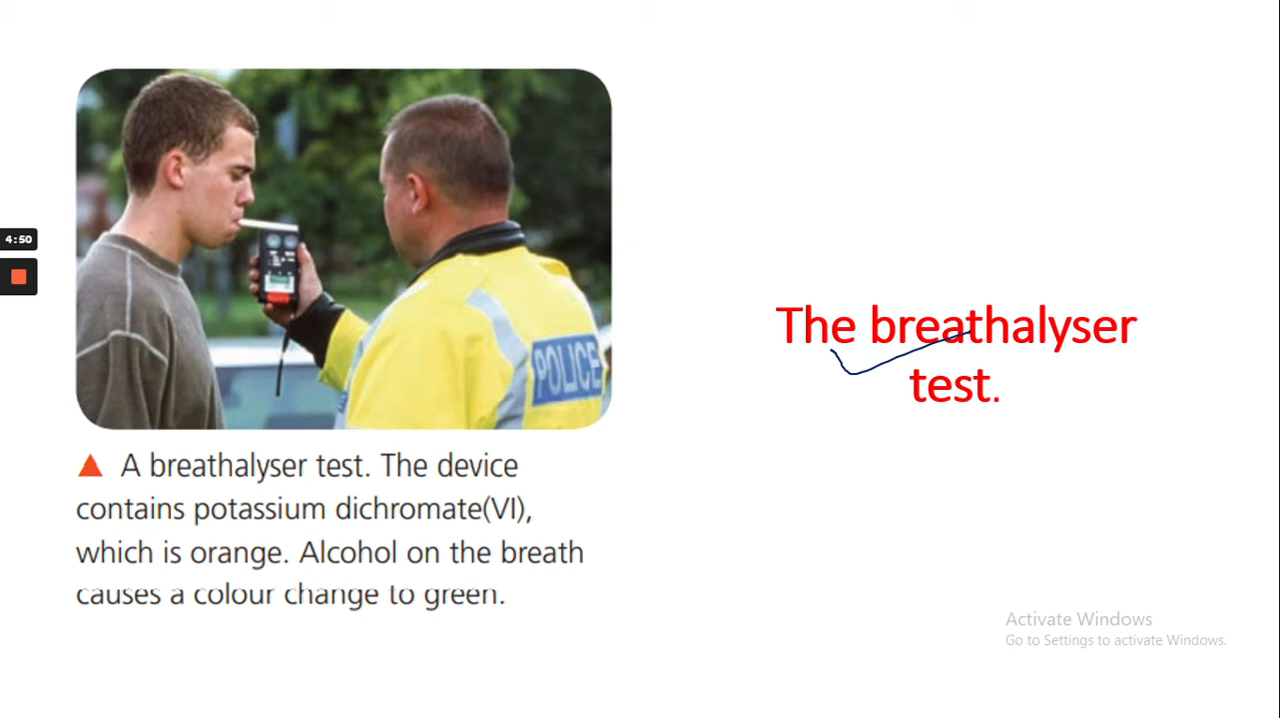 4:50
POLICE
The breathalyser
test.
A breathalyser test. The device
contains potassium dichromate(VI),
which is orange. Alcohol on the breath
causes a colour change to green.
Activate Windows
Go to Settings to activate Windows.